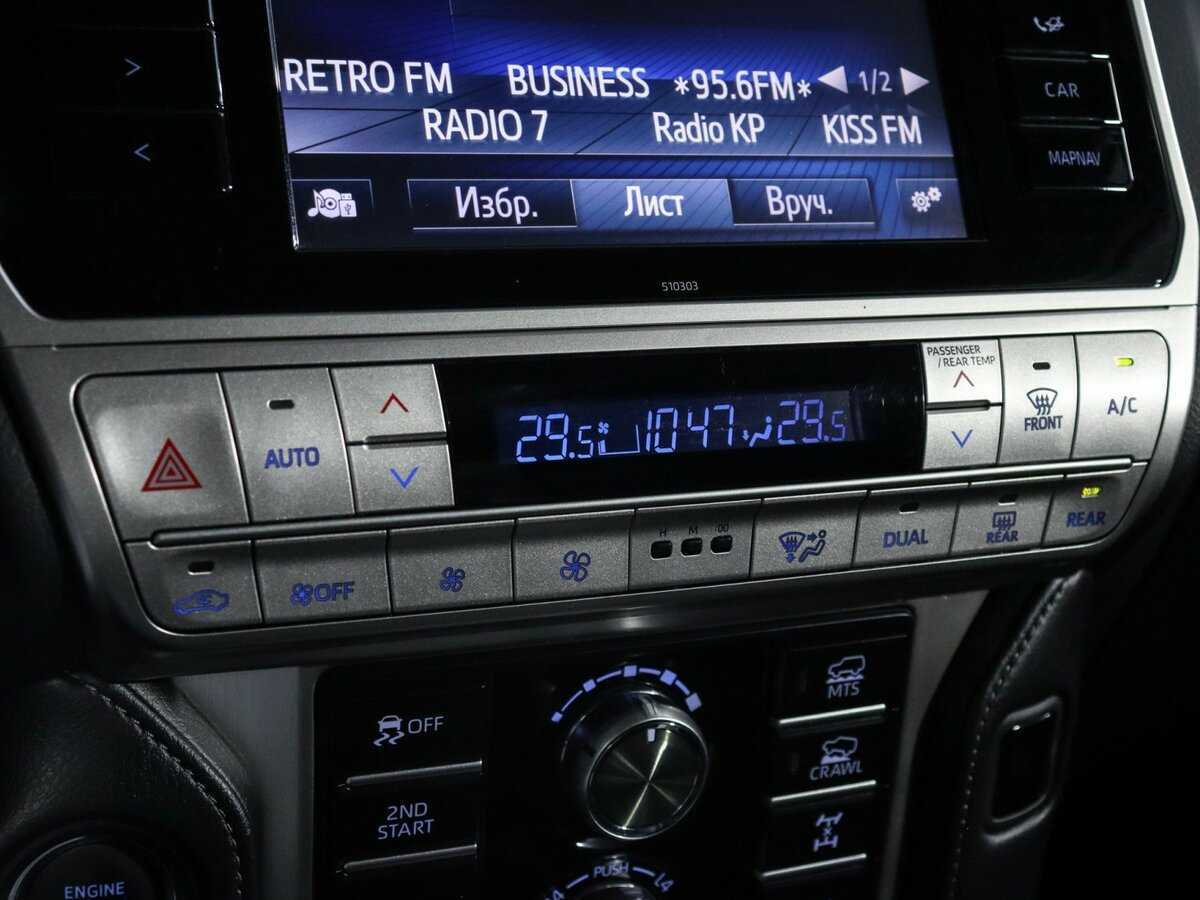 RETRO FM BUSINESS *95.6FM* 1/2
RADIO 7 Radio KP KISS FM
Избр. Лист Вруч.
CAR
MAPNAV
510303
PASSENGER
/REAR TEMP
AUTO
29.5 10 47 29.5
FRONT
A/C
OFF
H M :00
DUAL
REAR
REAR
OFF
MTS
2ND
START
CRAWL
PUSH
L4
ENGINE